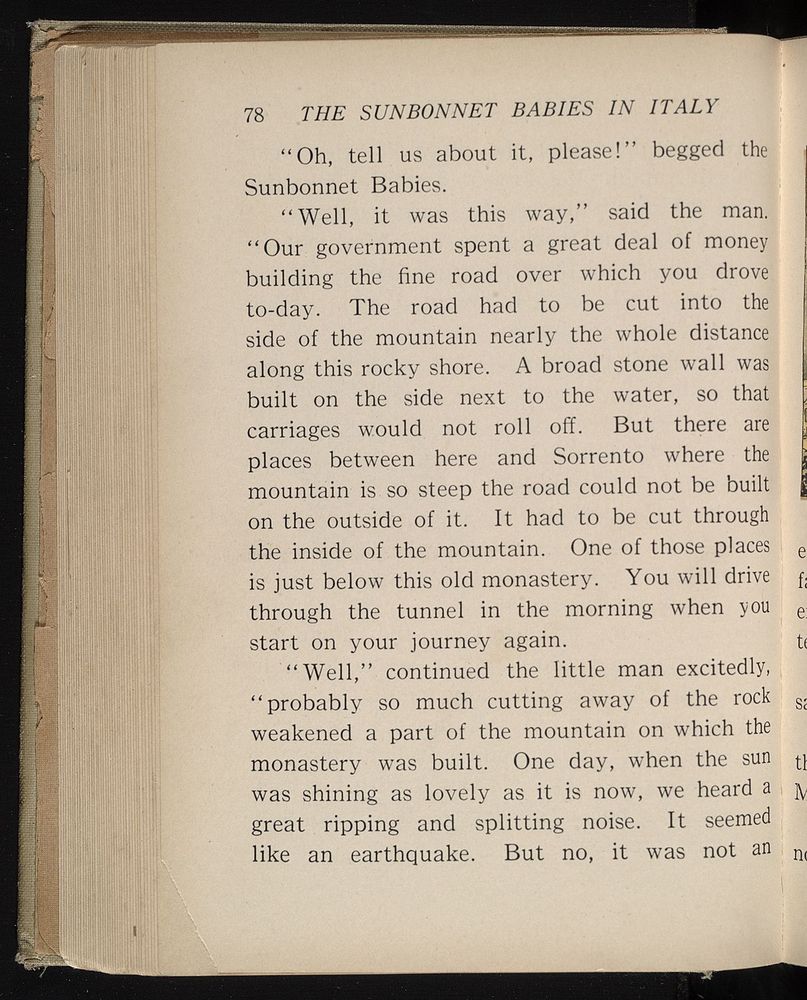 78 THE SUNBONNET BABIES IN ITALY
“Oh, tell us about it, please!” begged the
Sunbonnet Babies.
“Well, it was this way,” said the man.
“Our government spent a great deal of money
building the fine road over which you drove
to-day. The road had to be cut into the
side of the mountain nearly the whole distance
along this rocky shore. A broad stone wall was
built on the side next to the water, so that
carriages would not roll off. But there are
places between here and Sorrento where the
mountain is so steep the road could not be built
on the outside of it. It had to be cut through
the inside of the mountain. One of those places
is just below this old monastery. You will drive
through the tunnel in the morning when you
start on your journey again.
“Well,” continued the little man excitedly,
“probably so much cutting away of the rock
weakened a part of the mountain on which the
monastery was built. One day, when the sun
was shining as lovely as it is now, we heard a
great ripping and splitting noise. It seemed
like an earthquake. But no, it was not an